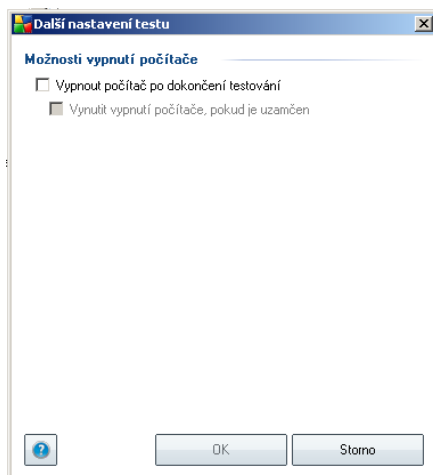 Další nastavení testu
Možnosti vypnutí počítače
Vypnout počítač po dokončení testování
Vynutit vypnutí počítače, pokud je uzamčen
OK
Storno